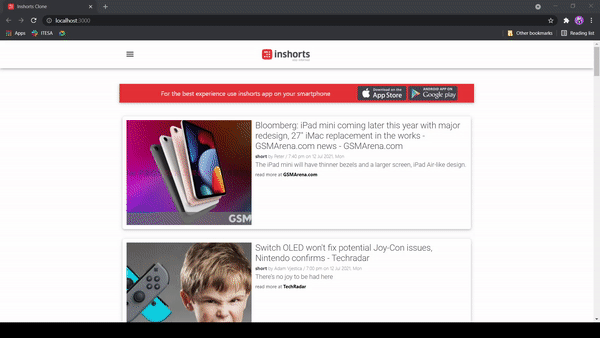 Inshorts Clone
localhost:3000
Apps
ITESA
Other bookmarks
Reading list
inshorts
For the best experience use inshorts app on your smartphone
Download on the
App Store
ANDROID APP ON
Google play
Bloomberg: iPad mini coming later this year with major
redesign, 27" iMac replacement in the works -
GSMArena.com news - GSMArena.com
short by Peter / 7:40 pm on 12 Jul 2021, Mon
The iPad mini will have thinner bezels and a larger screen, iPad Air-like design.
read more at GSMArena.com
GSM
Switch OLED won't fix potential Joy-Con issues,
Nintendo confirms - Techradar
short by Adam Vjestica / 7:30 pm on 12 Jul 2021, Mon
There's no joy to be had here
read more at TechRadar